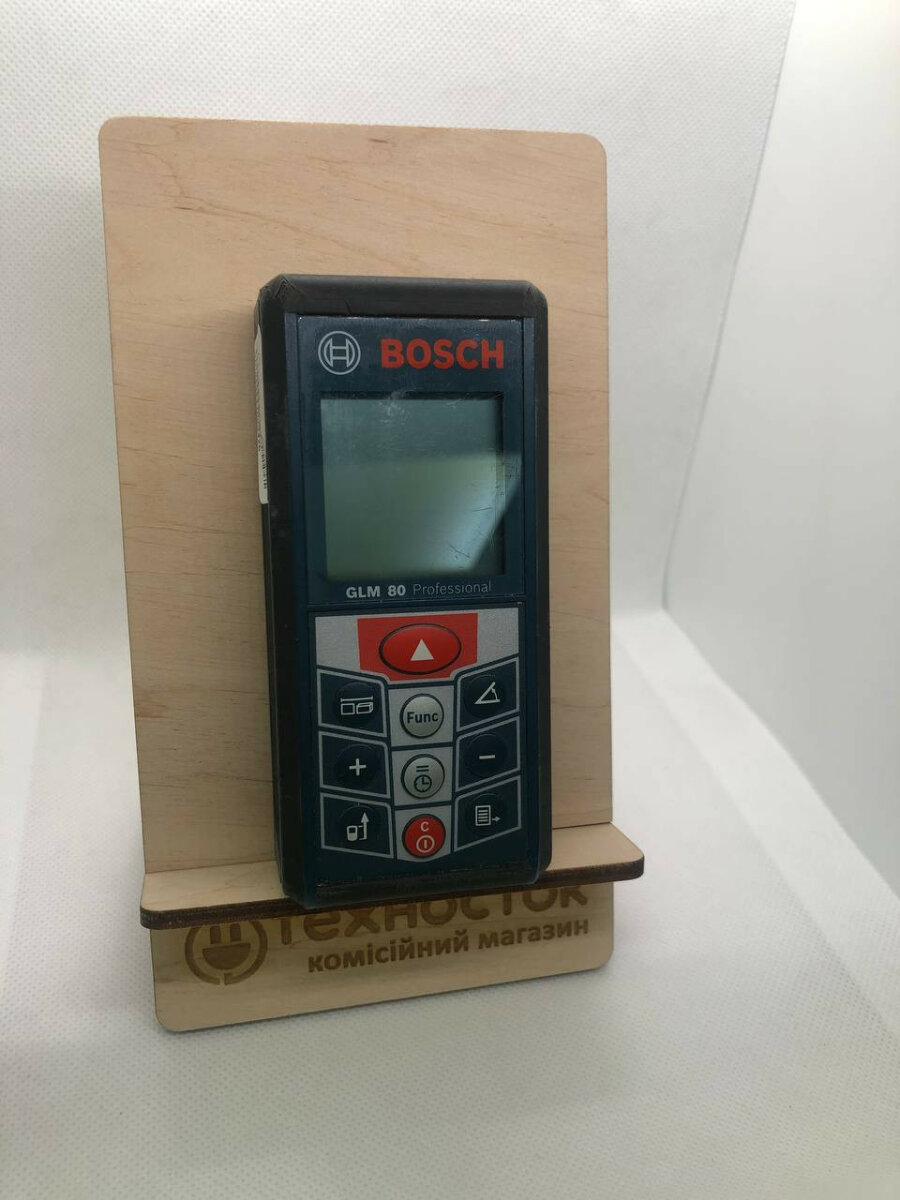 BOSCH
GLM 80 Professional
Func
+
−
C
ТЕХНОСТОК
комісійний магазин